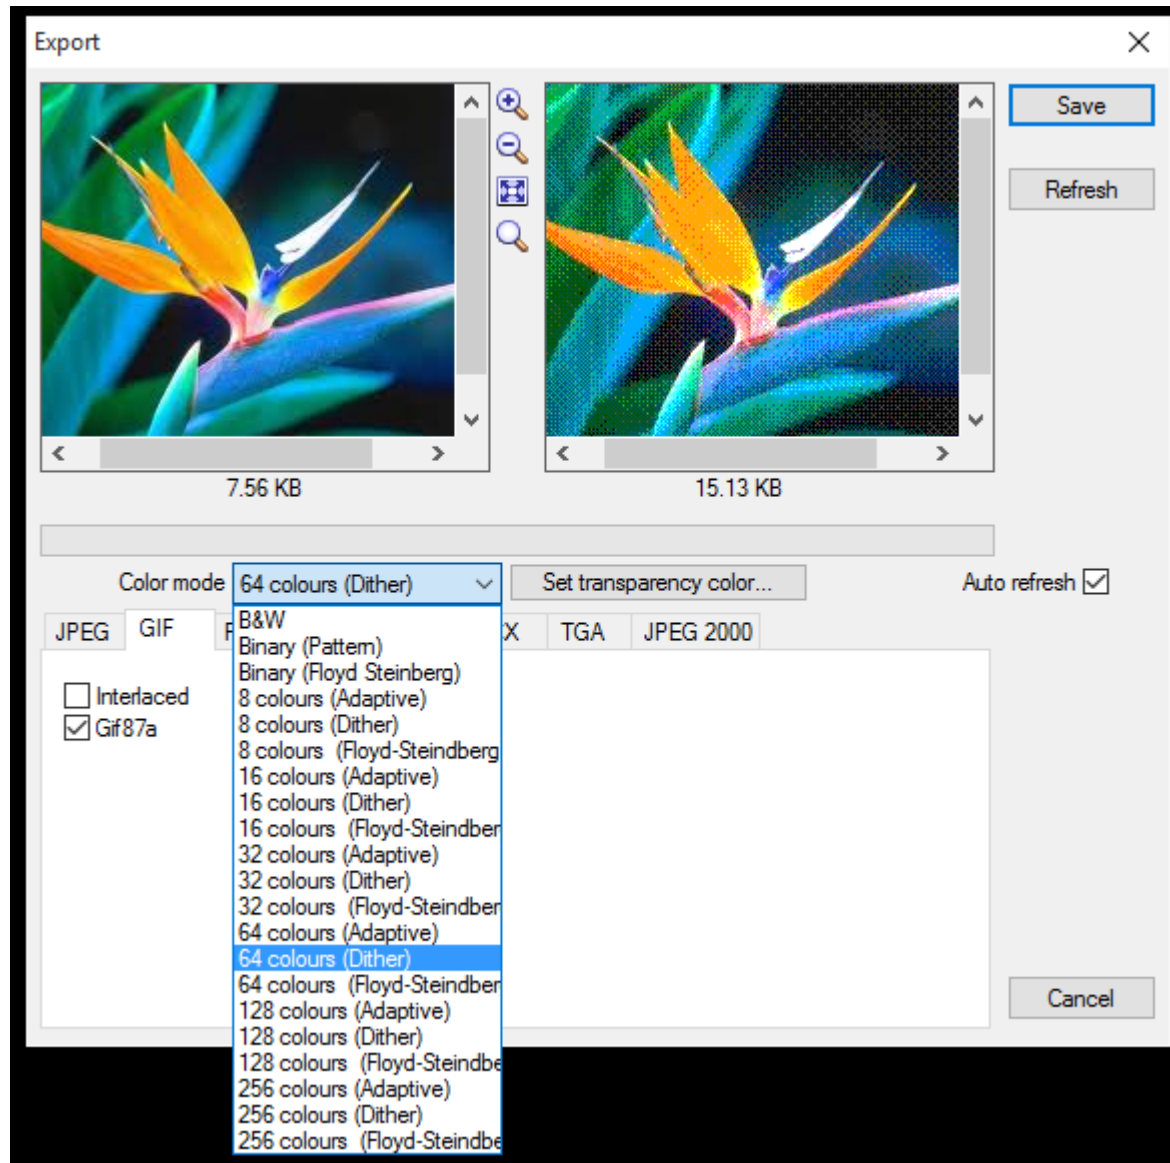 Export
Save
Refresh
7.56 KB
15.13 KB
Color mode 64 colours (Dither) Set transparency color... Auto refresh
JPEG GIF TGA JPEG 2000
Interlaced
Gif87a
B&W
Binary (Pattern)
Binary (Floyd Steinberg)
8 colours (Adaptive)
8 colours (Dither)
8 colours (Floyd-Steindberg
16 colours (Adaptive)
16 colours (Dither)
16 colours (Floyd-Steindber
32 colours (Adaptive)
32 colours (Dither)
32 colours (Floyd-Steindber
64 colours (Adaptive)
64 colours (Dither)
64 colours (Floyd-Steindber
128 colours (Adaptive)
128 colours (Dither)
128 colours (Floyd-Steindbe
256 colours (Adaptive)
256 colours (Dither)
256 colours (Floyd-Steindbe
Cancel